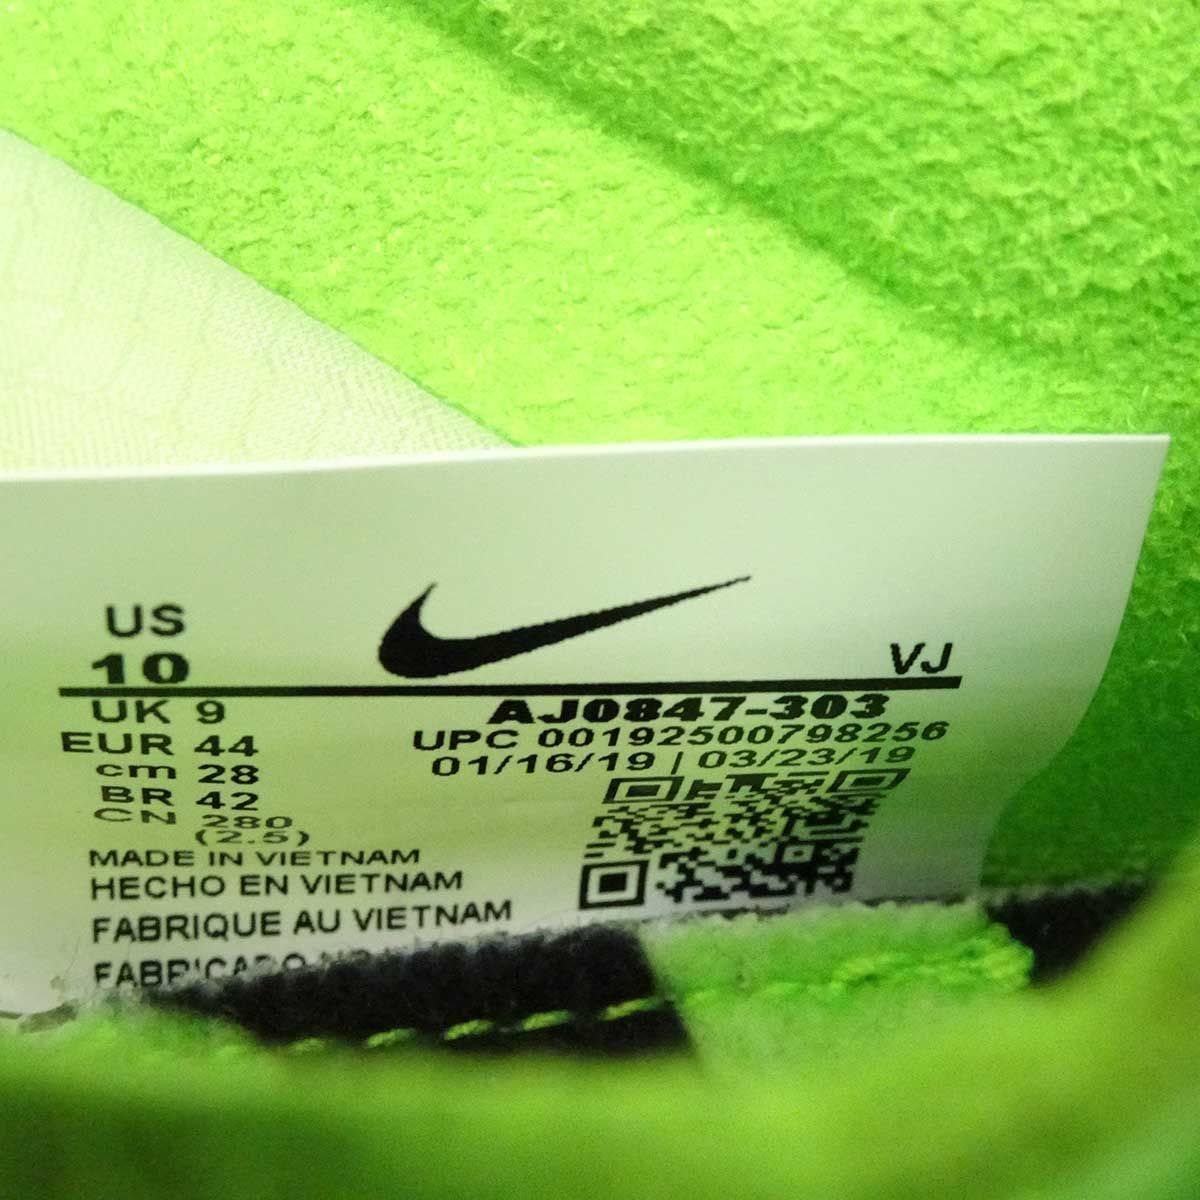 US
10
VJ
UK 9
EUR 44
cm 28
BR 42
CN 280
(2.5)
AJ0847-303
UPC 00192500798256
01/16/19 | 03/23/19
MADE IN VIETNAM
HECHO EN VIETNAM
FABRIQUE AU VIETNAM